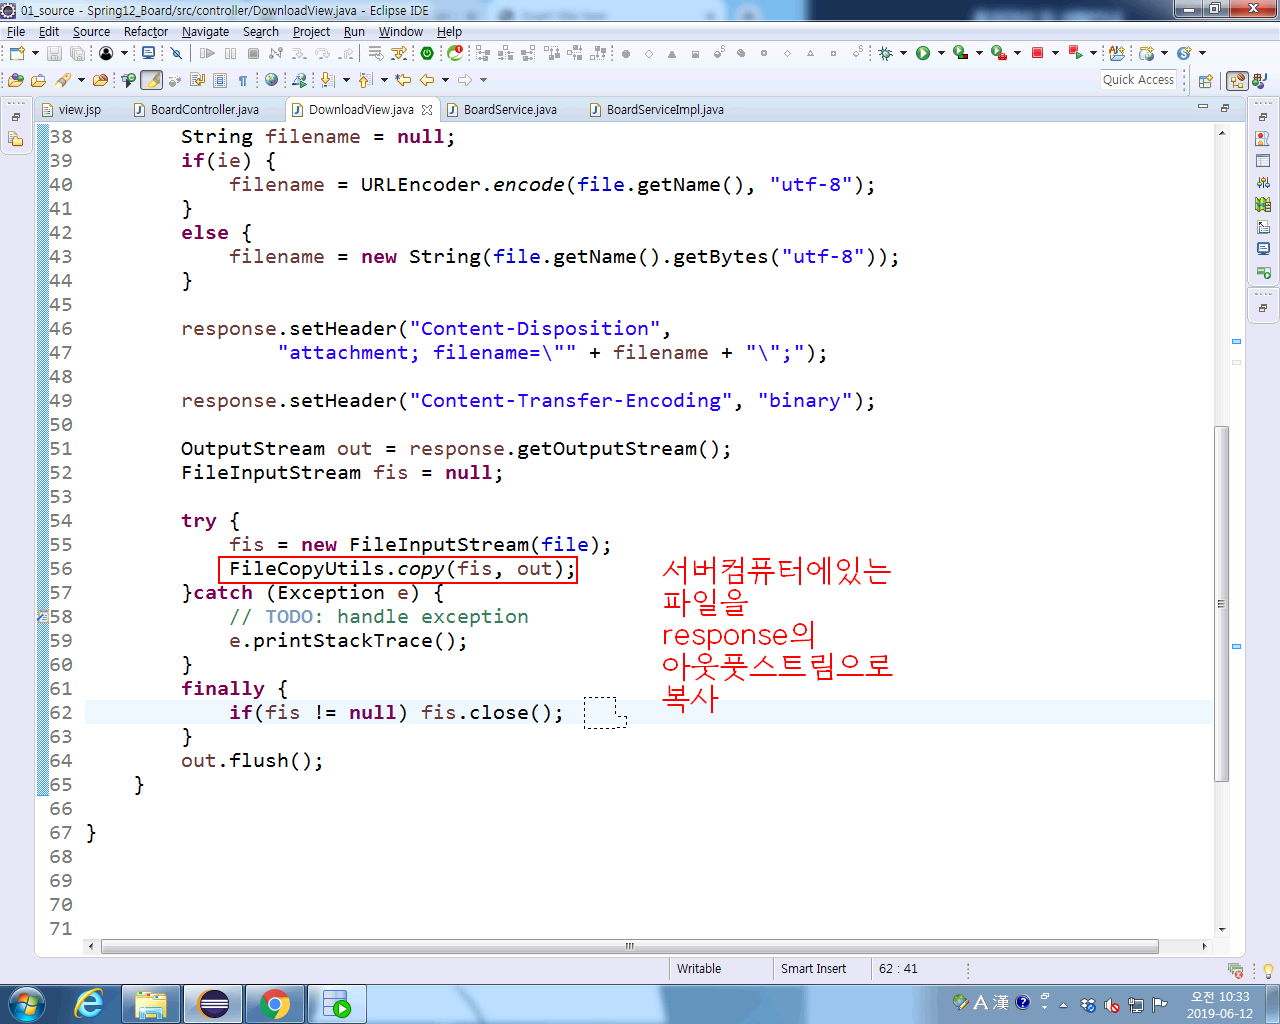 01_source - Spring12_Board/src/controller/DownloadView.java - Eclipse IDE
File Edit Source Refactor Navigate Search Project Run Window Help
Quick Access
view.jsp BoardController.java DownloadView.java BoardService.java BoardServiceImpl.java
38 String filename = null;
39 if(ie) {
40 filename = URLEncoder.encode(file.getName(), "utf-8");
41 }
42 else {
43 filename = new String(file.getName().getBytes("utf-8"));
44 }
45
46 response.setHeader("Content-Disposition",
47 "attachment; filename=\"" + filename + "\";");
48
49 response.setHeader("Content-Transfer-Encoding", "binary");
50
51 OutputStream out = response.getOutputStream();
52 FileInputStream fis = null;
53
54 try {
55 fis = new FileInputStream(file);
56 FileCopyUtils.copy(fis, out);
57 }catch (Exception e) {
58 // TODO: handle exception
59 e.printStackTrace();
60 }
61 finally {
62 if(fis != null) fis.close();
63 }
64 out.flush();
65 }
66
67 }
68
69
70
71
서버컴퓨터에있는
파일을
response의
아웃풋스트림으로
복사
Writable Smart Insert 62 : 41
A 漢 오전 10:33
2019-06-12